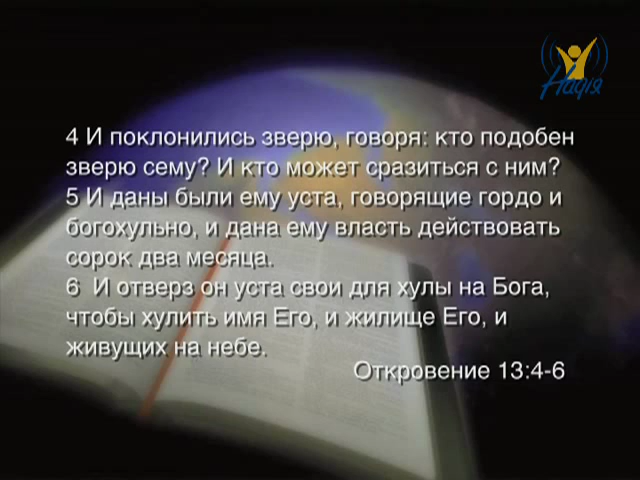 Надія
4 И поклонились зверю, говоря: кто подобен
зверю сему? И кто может сразиться с ним?
5 И даны были ему уста, говорящие гордо и
богохульно, и дана ему власть действовать
сорок два месяца.
6 И отверз он уста свои для хулы на Бога,
чтобы хулить имя Его, и жилище Его, и
живущих на небе.
Откровение 13:4-6